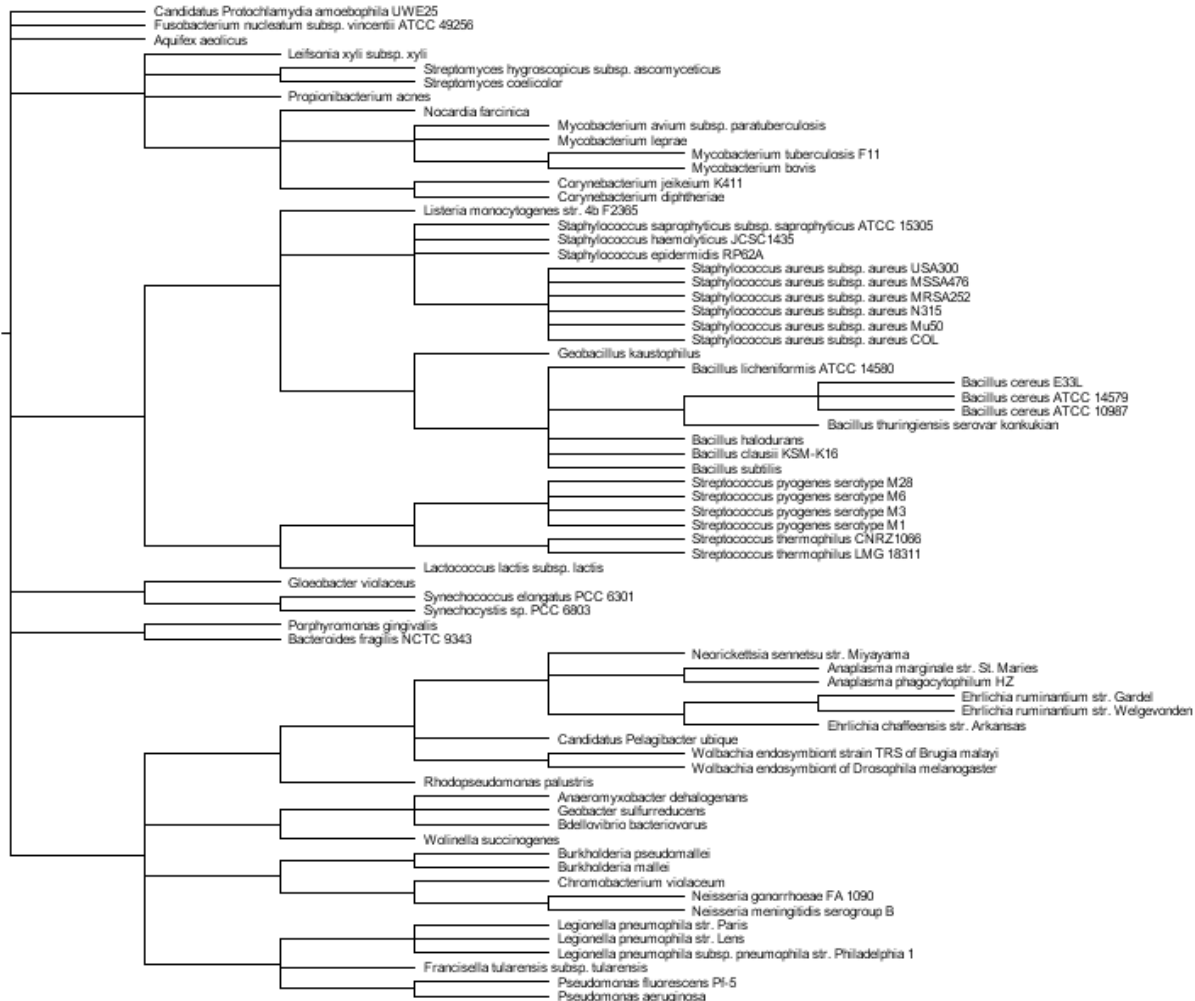 Candidatus Protochlamydia amoebophila UWE25
Fusobacterium nucleatum subsp. vincentii ATCC 49256
Aquifex aeolicus
Leifsonia xyli subsp. xyli
Streptomyces hygroscopicus subsp. ascomyceticus
Streptomyces coelicolor
Propionibacterium acnes
Nocardia farcinica
Mycobacterium avium subsp. paratuberculosis
Mycobacterium leprae
Mycobacterium tuberculosis F11
Mycobacterium bovis
Corynebacterium jeikeium K411
Corynebacterium diphtheriae
Listeria monocytogenes str. 4b F2365
Staphylococcus saprophyticus subsp. saprophyticus ATCC 15305
Staphylococcus haemolyticus JCSC1435
Staphylococcus epidermidis RP62A
Staphylococcus aureus subsp. aureus USA300
Staphylococcus aureus subsp. aureus MSSA476
Staphylococcus aureus subsp. aureus MRSA252
Staphylococcus aureus subsp. aureus N315
Staphylococcus aureus subsp. aureus Mu50
Staphylococcus aureus subsp. aureus COL
Geobacillus kaustophilus
Bacillus licheniformis ATCC 14580
Bacillus cereus E33L
Bacillus cereus ATCC 14579
Bacillus cereus ATCC 10987
Bacillus thuringiensis serovar konkukian
Bacillus halodurans
Bacillus clausii KSM-K16
Bacillus subtilis
Streptococcus pyogenes serotype M28
Streptococcus pyogenes serotype M6
Streptococcus pyogenes serotype M3
Streptococcus pyogenes serotype M1
Streptococcus thermophilus CNRZ1066
Streptococcus thermophilus LMG 18311
Lactococcus lactis subsp. lactis
Gloeobacter violaceus
Synechococcus elongatus PCC 6301
Synechocystis sp. PCC 6803
Porphyromonas gingivalis
Bacteroides fragilis NCTC 9343
Neorickettsia sennetsu str. Miyayama
Anaplasma marginale str. St. Maries
Anaplasma phagocytophilum HZ
Ehrlichia ruminantium str. Gardel
Ehrlichia ruminantium str. Welgevonden
Ehrlichia chaffeensis str. Arkansas
Candidatus Pelagibacter ubique
Wolbachia endosymbiont strain TRS of Brugia malayi
Wolbachia endosymbiont of Drosophila melanogaster
Rhodopseudomonas palustris
Anaeromyxobacter dehalogenans
Geobacter sulfurreducens
Bdellovibrio bacteriovorus
Wolinella succinogenes
Burkholderia pseudomallei
Burkholderia mallei
Chromobacterium violaceum
Neisseria gonorrhoeae FA 1090
Neisseria meningitidis serogroup B
Legionella pneumophila str. Paris
Legionella pneumophila str. Lens
Legionella pneumophila subsp. pneumophila str. Philadelphia 1
Francisella tularensis subsp. tularensis
Pseudomonas fluorescens Pf-5
Pseudomonas aeruginosa